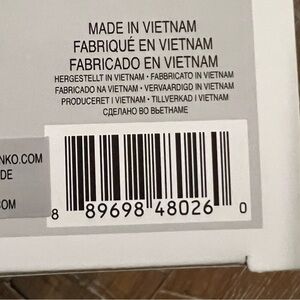 MADE IN VIETNAM
FABRIQUÉ EN VIETNAM
FABRICADO EN VIETNAM
HERGESTELLT IN VIETNAM • FABBRICATO IN VIETNAM
FABRICADO NA VIETNAM • VERVAARDIGD IN VIETNAM
PRODUCERET I VIETNAM • TILLVERKAD I VIETNAM
СДЕЛАНО ВО ВЬЕТНАМЕ
NKO.COM
DE
OM
8 89698 48026 0